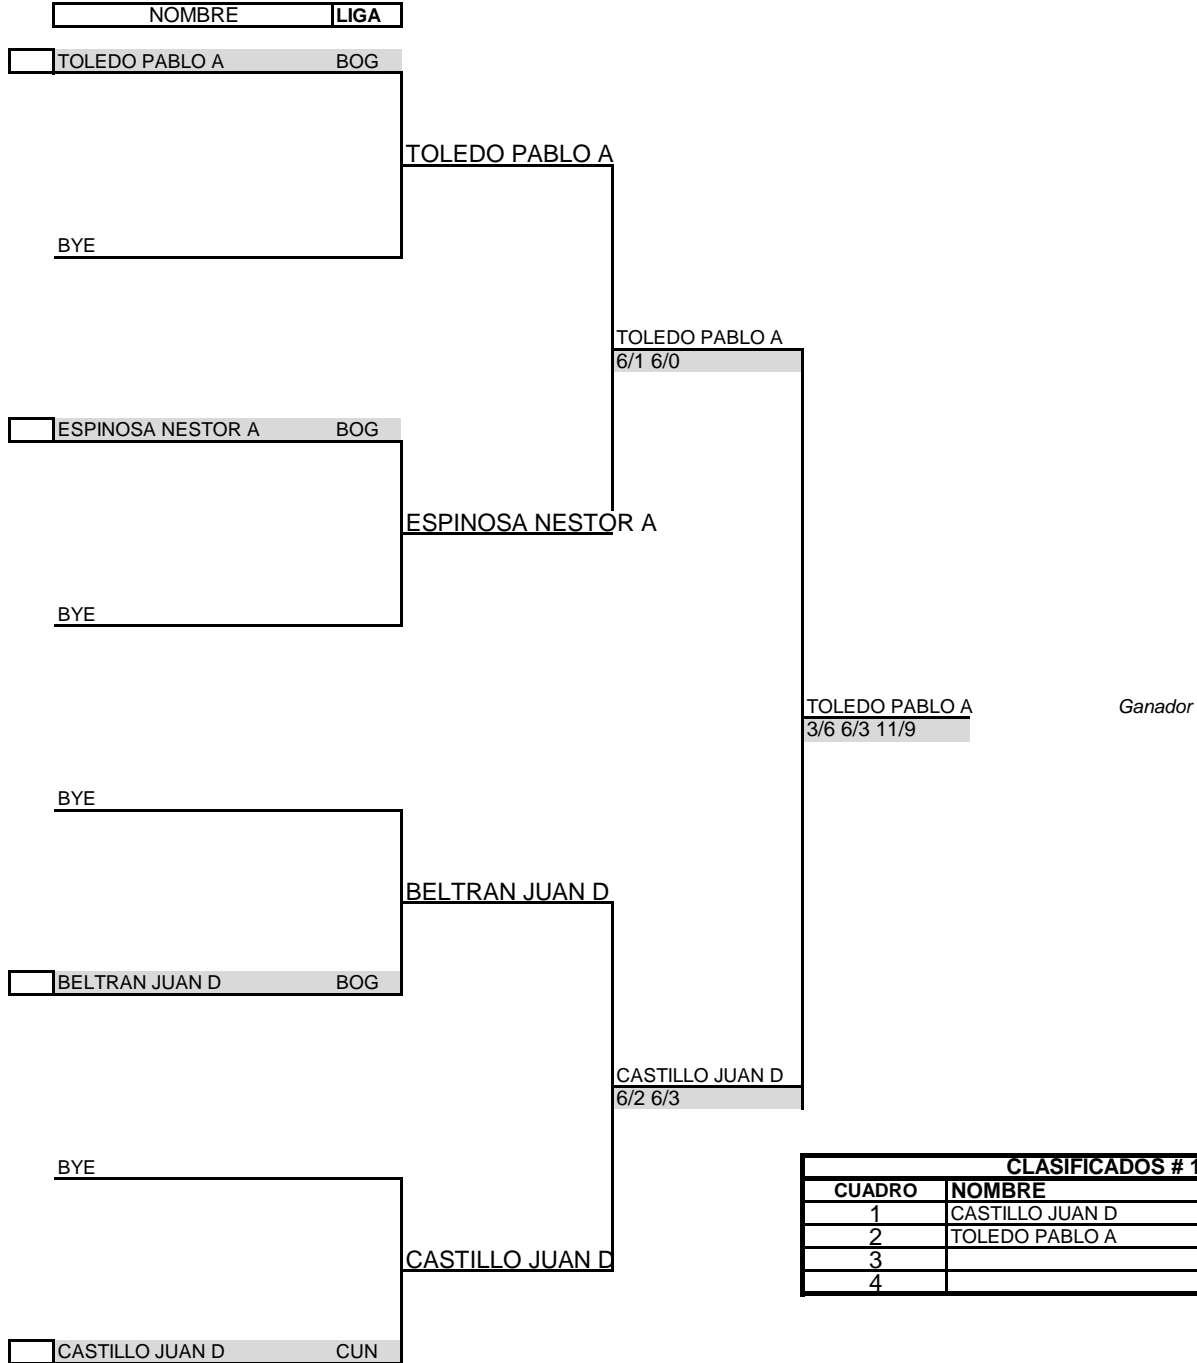 NOMBRE LIGA
TOLEDO PABLO A BOG
TOLEDO PABLO A
BYE
TOLEDO PABLO A
6/1 6/0
ESPINOSA NESTOR A BOG
ESPINOSA NESTOR A
BYE
TOLEDO PABLO A Ganador
3/6 6/3 11/9
BYE
BELTRAN JUAN D
BELTRAN JUAN D BOG
CASTILLO JUAN D
6/2 6/3
BYE
CLASIFICADOS # 1
CUADRO NOMBRE
1 CASTILLO JUAN D
2 TOLEDO PABLO A
3
4
CASTILLO JUAN D
CASTILLO JUAN D CUN